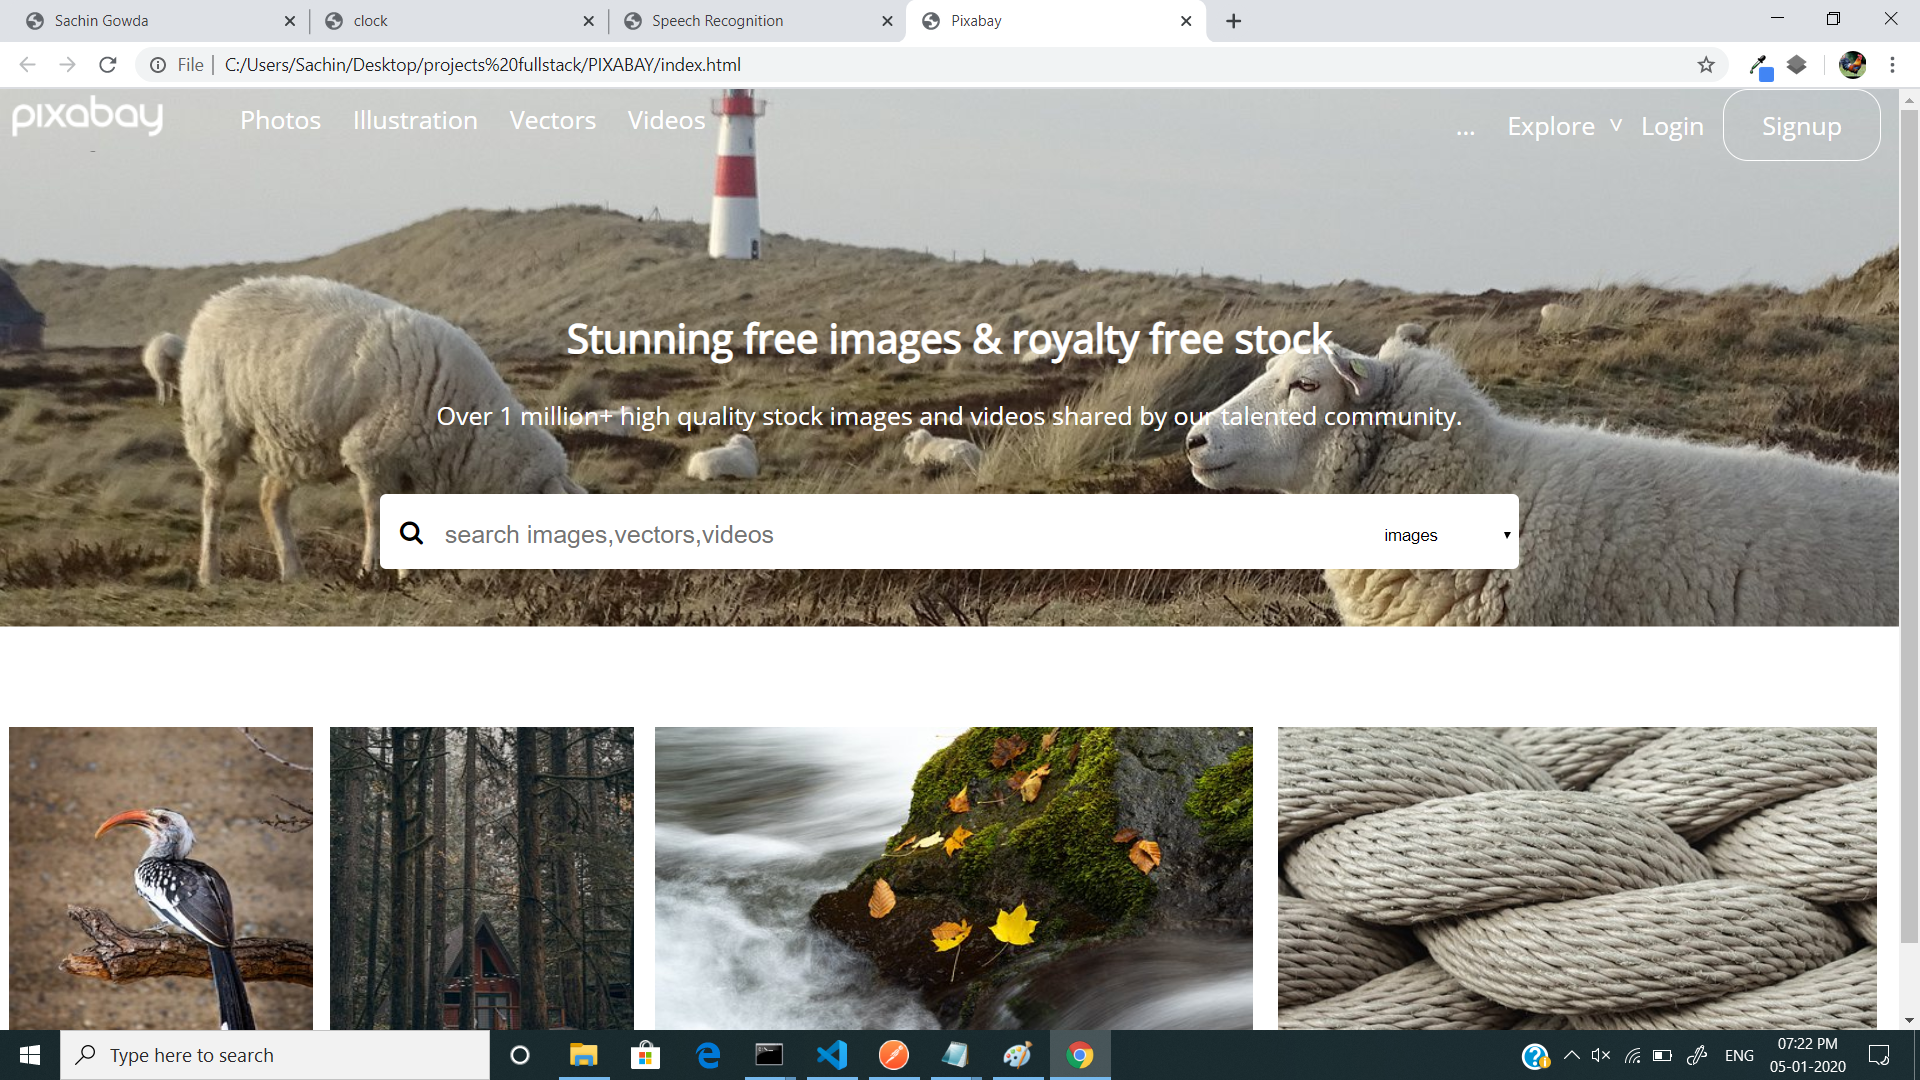 Sachin Gowda
clock
Speech Recognition
Pixabay
File | C:/Users/Sachin/Desktop/projects%20fullstack/PIXABAY/index.html
pixabay
Photos Illustration Vectors Videos
... Explore v Login Signup
Stunning free images & royalty free stock
Over 1 million+ high quality stock images and videos shared by our talented community.
search images,vectors,videos
images
Type here to search
ENG
07:22 PM
05-01-2020